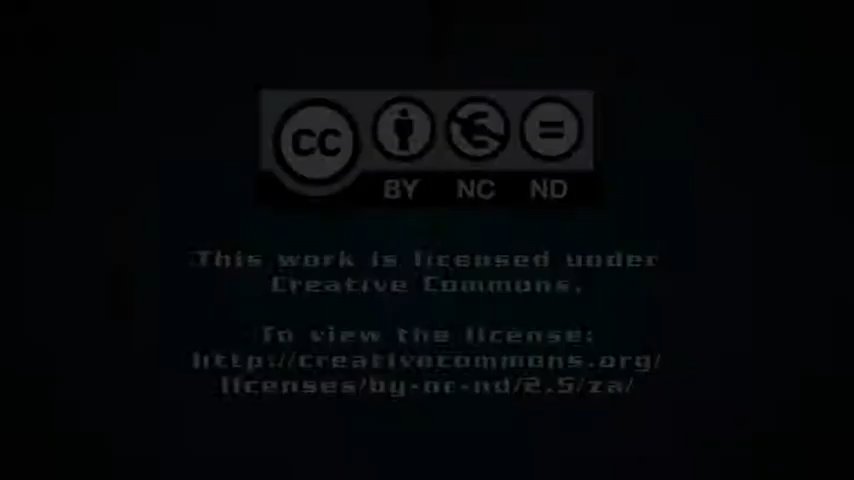 CC
BY NC ND
This work is licensed under
Creative Commons.
To view the license:
http://creativecommons.org/
licenses/by-nc-nd/2.5/za/